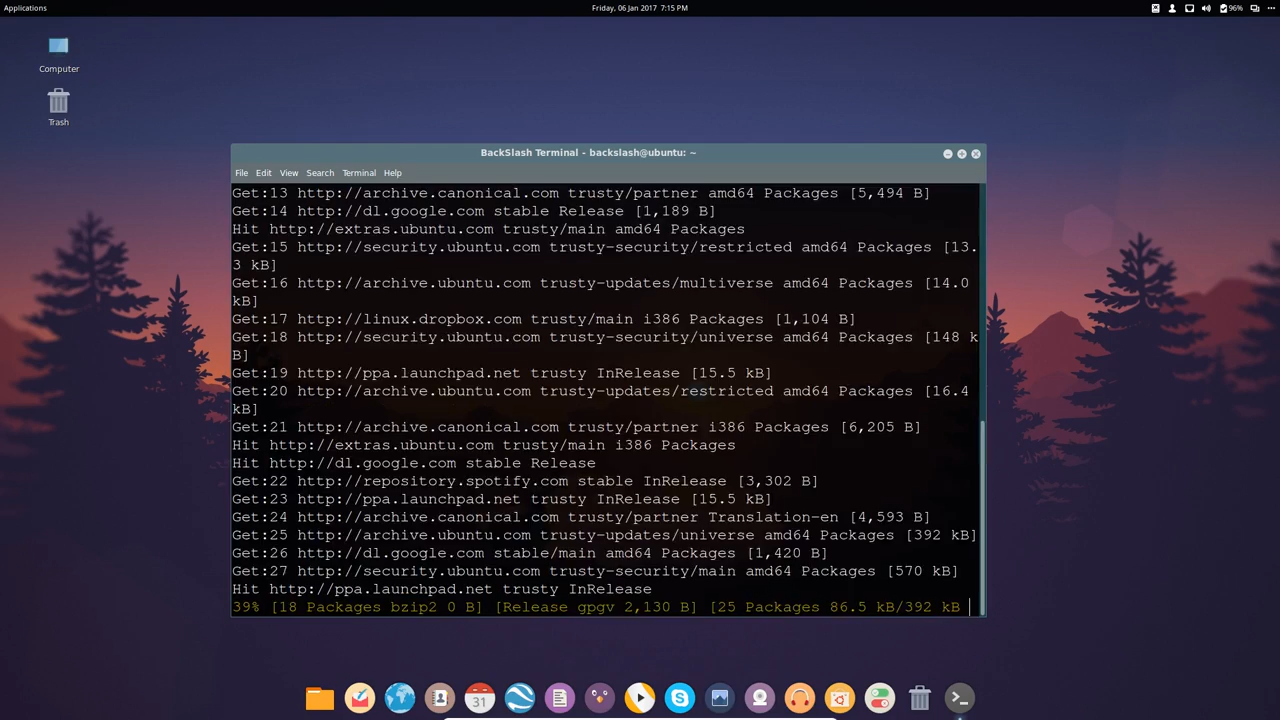 Applications
Friday, 06 Jan 2017 7:15 PM
96%
Computer
Trash
BackSlash Terminal - backslash@ubuntu: ~
File Edit View Search Terminal Help
Get:13 http://archive.canonical.com trusty/partner amd64 Packages [5,494 B]
Get:14 http://dl.google.com stable Release [1,189 B]
Hit http://extras.ubuntu.com trusty/main amd64 Packages
Get:15 http://security.ubuntu.com trusty-security/restricted amd64 Packages [13.
3 kB]
Get:16 http://archive.ubuntu.com trusty-updates/multiverse amd64 Packages [14.0
kB]
Get:17 http://linux.dropbox.com trusty/main i386 Packages [1,104 B]
Get:18 http://security.ubuntu.com trusty-security/universe amd64 Packages [148 k
B]
Get:19 http://ppa.launchpad.net trusty InRelease [15.5 kB]
Get:20 http://archive.ubuntu.com trusty-updates/restricted amd64 Packages [16.4
kB]
Get:21 http://archive.canonical.com trusty/partner i386 Packages [6,205 B]
Hit http://extras.ubuntu.com trusty/main i386 Packages
Hit http://dl.google.com stable Release
Get:22 http://repository.spotify.com stable InRelease [3,302 B]
Get:23 http://ppa.launchpad.net trusty InRelease [15.5 kB]
Get:24 http://archive.canonical.com trusty/partner Translation-en [4,593 B]
Get:25 http://archive.ubuntu.com trusty-updates/universe amd64 Packages [392 kB]
Get:26 http://dl.google.com stable/main amd64 Packages [1,420 B]
Get:27 http://security.ubuntu.com trusty-security/main amd64 Packages [570 kB]
Hit http://ppa.launchpad.net trusty InRelease
39% [18 Packages bzip2 0 B] [Release gpgv 2,130 B] [25 Packages 86.5 kB/392 kB
31